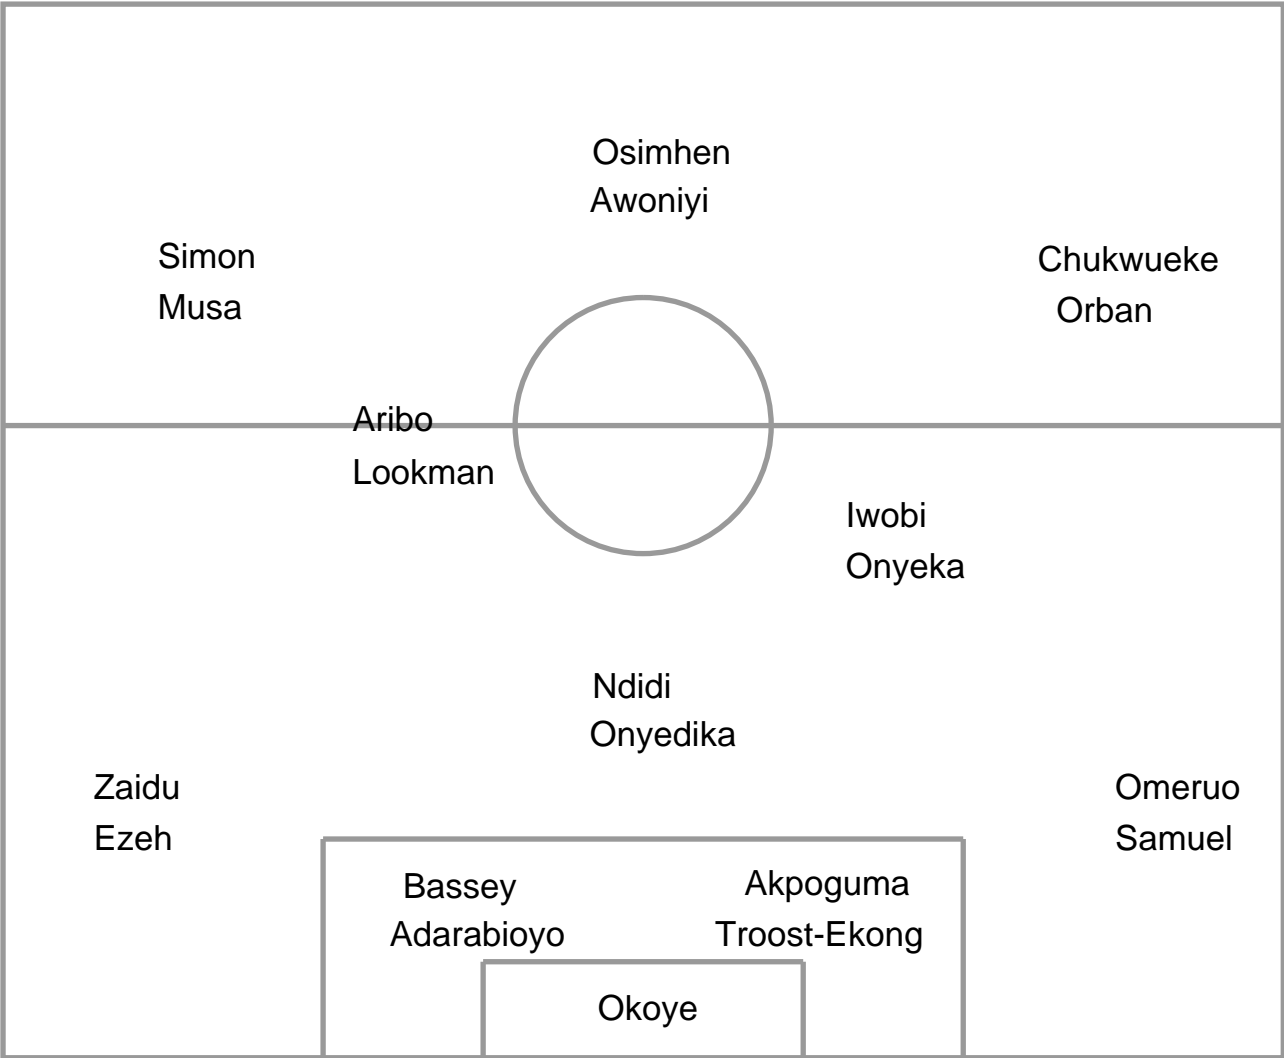 Osimhen
Awoniyi
Simon
Musa
Chukwueke
Orban
Aribo
Lookman
Iwobi
Onyeka
Ndidi
Onyedika
Zaidu
Ezeh
Omeruo
Samuel
Bassey
Adarabioyo
Akpoguma
Troost-Ekong
Okoye